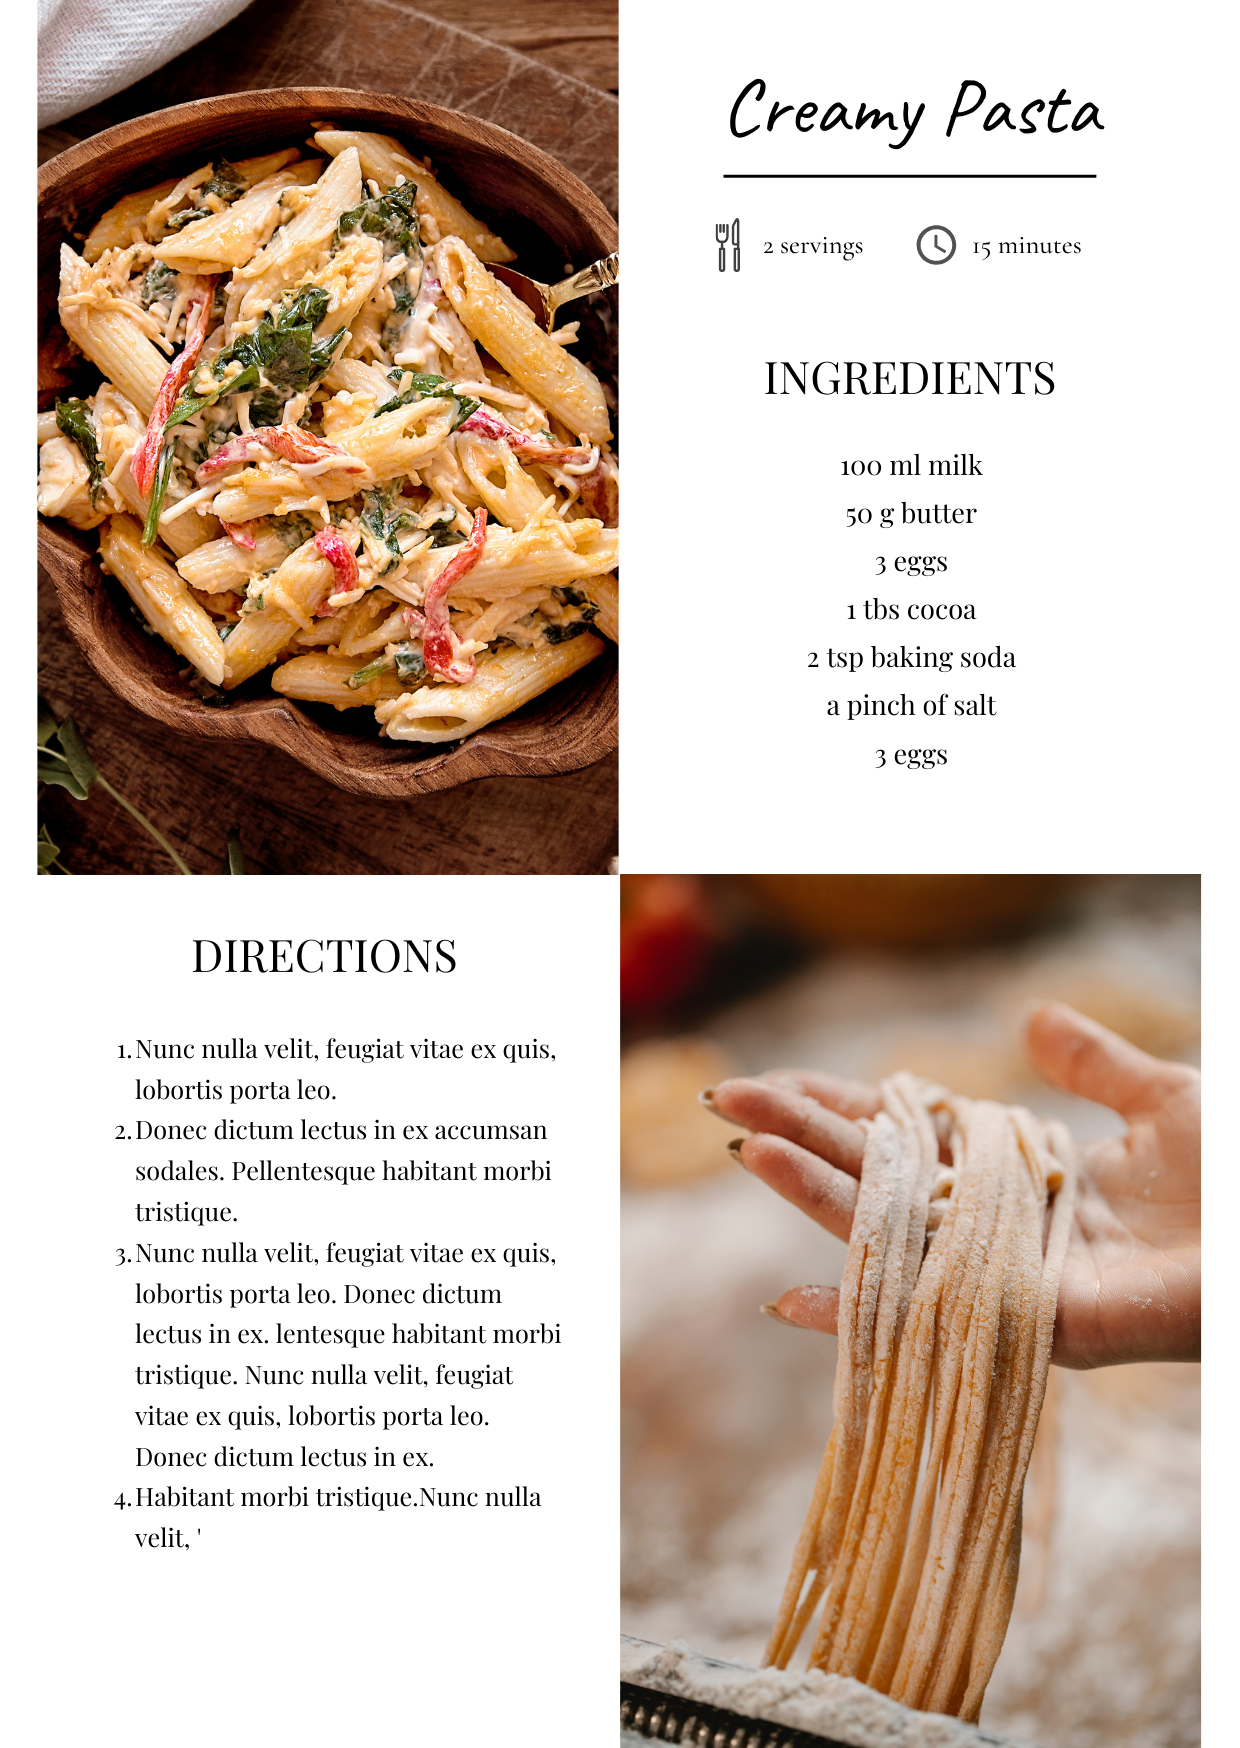 Creamy Pasta
2 servings
15 minutes
INGREDIENTS
100 ml milk
50 g butter
3 eggs
1 tbs cocoa
2 tsp baking soda
a pinch of salt
3 eggs
DIRECTIONS
1. Nunc nulla velit, feugiat vitae ex quis,
lobortis porta leo.
2. Donec dictum lectus in ex accumsan
sodales. Pellentesque habitant morbi
tristique.
3. Nunc nulla velit, feugiat vitae ex quis,
lobortis porta leo. Donec dictum
lectus in ex. lentesque habitant morbi
tristique. Nunc nulla velit, feugiat
vitae ex quis, lobortis porta leo.
Donec dictum lectus in ex.
4. Habitant morbi tristique.Nunc nulla
velit, '